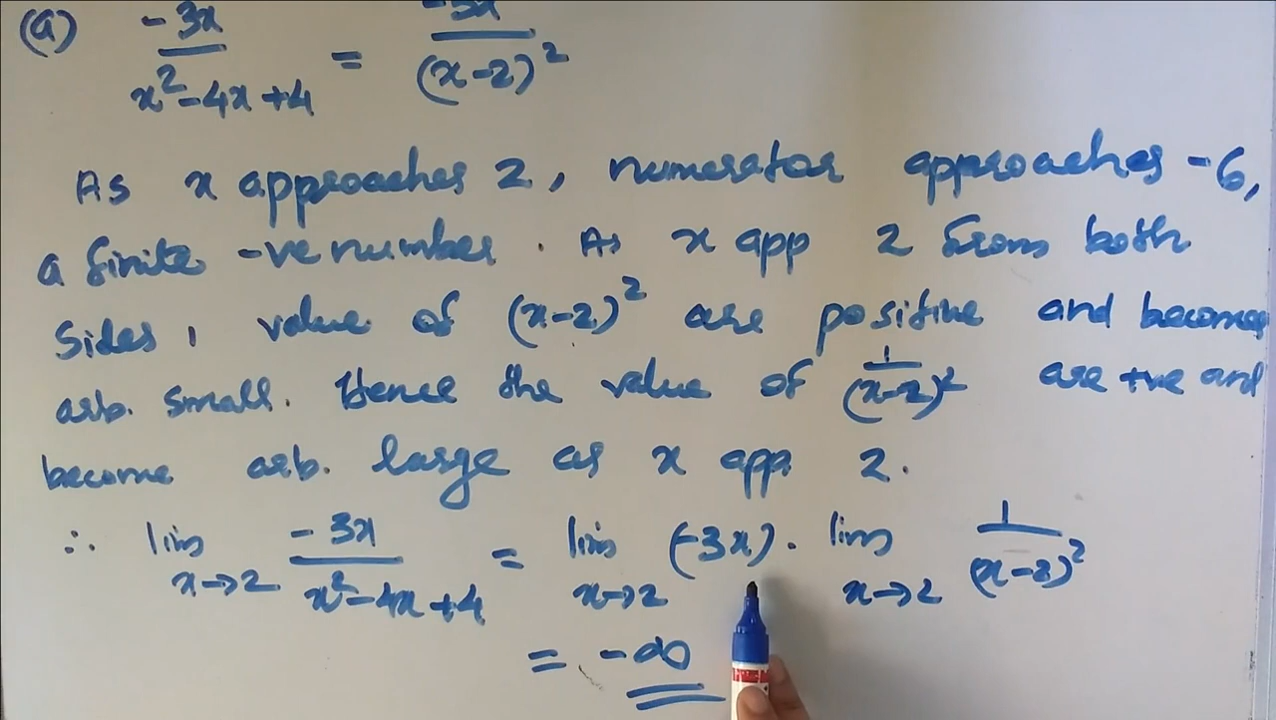 (a) -3x / x²-4x+4 = -3x / (x-2)²
As x approaches 2, numerator approaches -6,
a finite -ve number. As x app 2 from both
sides, value of (x-2)² are positive and becomes
arb. small. Hence the value of 1/(x-2)² are +ve and
become arb. large as x app 2.
∴ lim x→2 -3x / x²-4x+4 = lim x→2 (-3x) . lim x→2 1/(x-2)²
= -∞